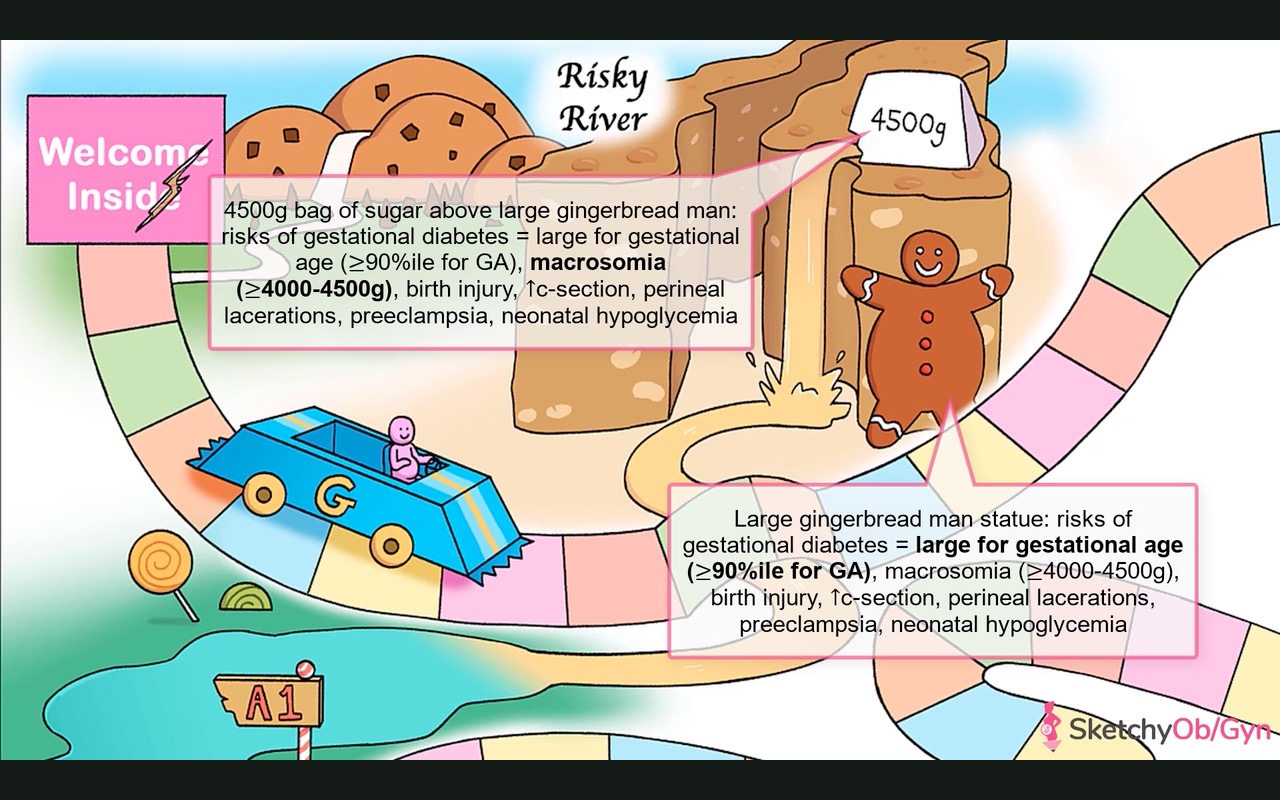 Risky
River
4500g
Welcome
Inside
4500g bag of sugar above large gingerbread man:
risks of gestational diabetes = large for gestational
age (≥90%ile for GA), macrosomia
(≥4000-4500g), birth injury, ↑c-section, perineal
lacerations, preeclampsia, neonatal hypoglycemia
G
Large gingerbread man statue: risks of
gestational diabetes = large for gestational age
(≥90%ile for GA), macrosomia (≥4000-4500g),
birth injury, ↑c-section, perineal lacerations,
preeclampsia, neonatal hypoglycemia
A1
SketchyOb/Gyn